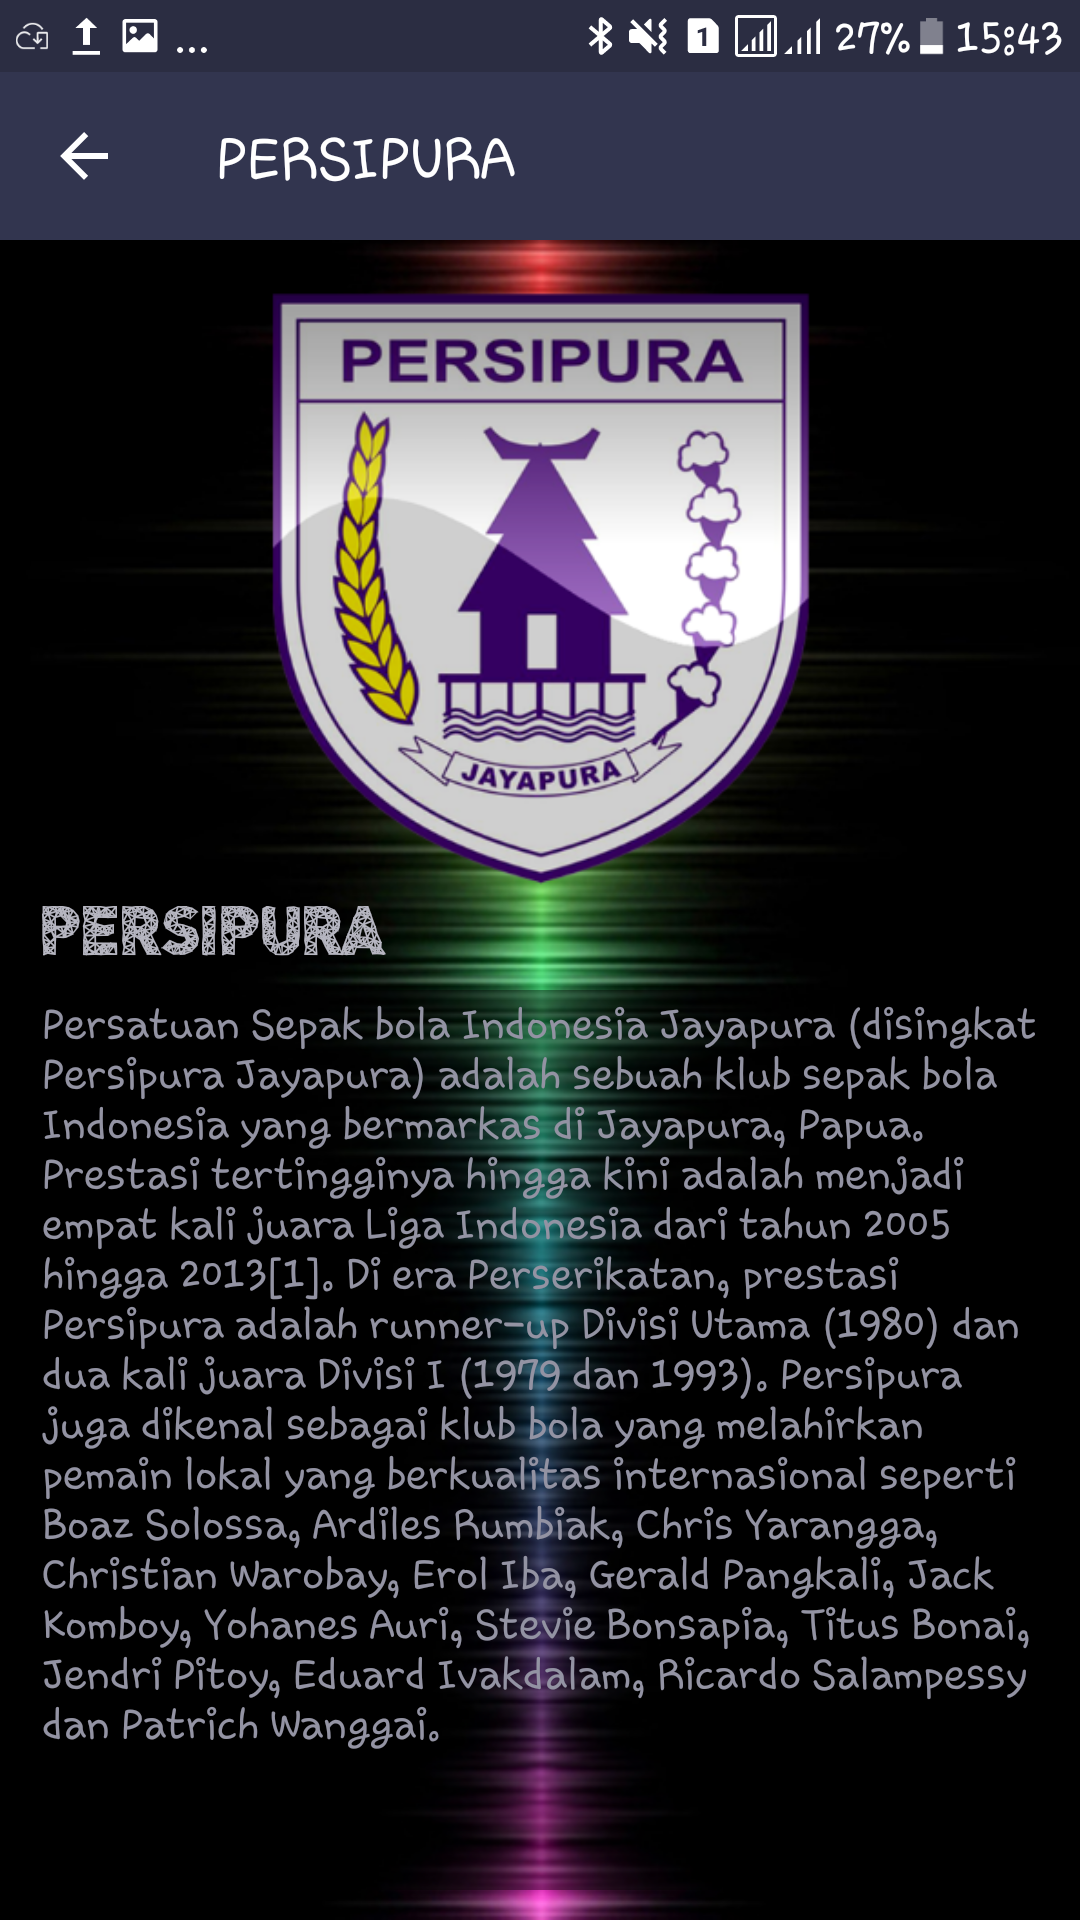 ... 1 27% 15:43
PERSIPURA
PERSIPURA
JAYAPURA
PERSIPURA
Persatuan Sepak bola Indonesia Jayapura (disingkat
Persipura Jayapura) adalah sebuah klub sepak bola
Indonesia yang bermarkas di Jayapura, Papua.
Prestasi tertingginya hingga kini adalah menjadi
empat kali juara Liga Indonesia dari tahun 2005
hingga 2013[1]. Di era Perserikatan, prestasi
Persipura adalah runner-up Divisi Utama (1980) dan
dua kali juara Divisi I (1979 dan 1993). Persipura
juga dikenal sebagai klub bola yang melahirkan
pemain lokal yang berkualitas internasional seperti
Boaz Solossa, Ardiles Rumbiak, Chris Yarangga,
Christian Warobay, Erol Iba, Gerald Pangkali, Jack
Komboy, Yohanes Auri, Stevie Bonsapia, Titus Bonai,
Jendri Pitoy, Eduard Ivakdalam, Ricardo Salampessy
dan Patrich Wanggai.